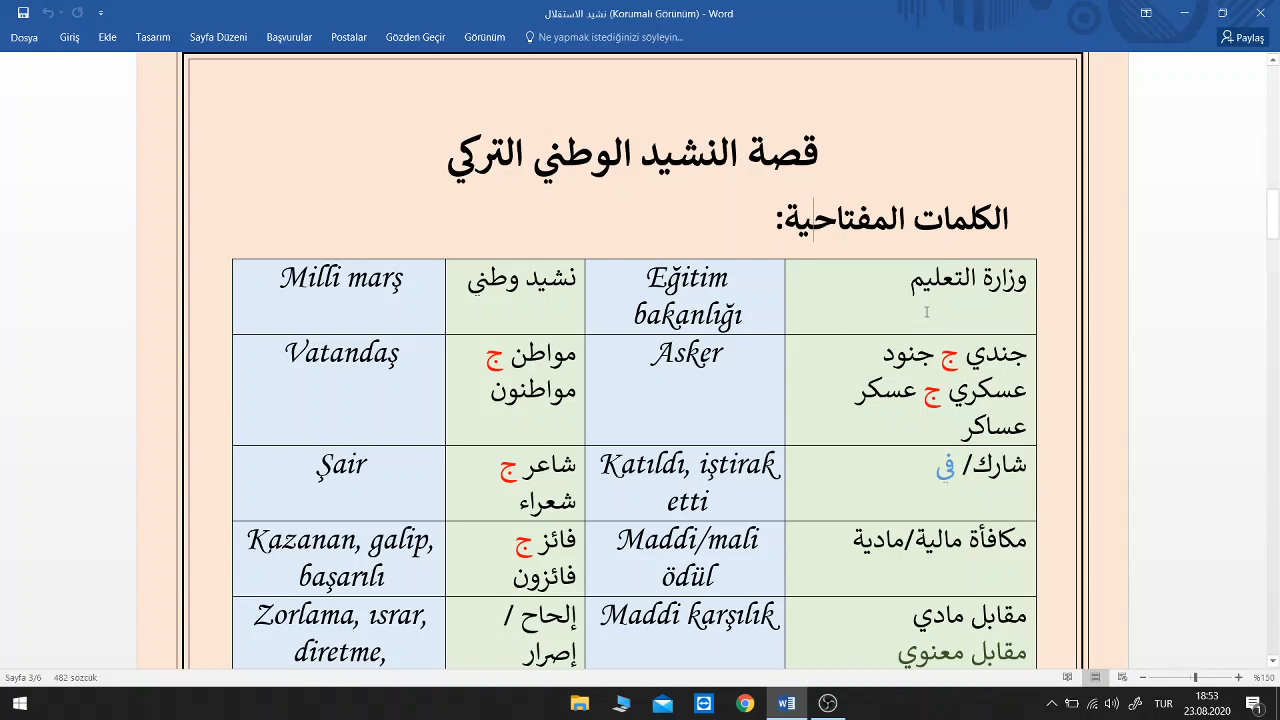 نشيد الاستقلال (Korumalı Görünüm) - Word
Dosya Giriş Ekle Tasarım Sayfa Düzeni Başvurular Postalar Gözden Geçir Görünüm Ne yapmak istediğinizi söyleyin... Paylaş
قصة النشيد الوطني التركي
الكلمات المفتاحية:
وزارة التعليم
Eğitim
bakanlığı
نشيد وطني
Milli marş
جندي ج جنود
عسكري ج عسكر
عساكر
Asker
مواطن ج
مواطنون
Vatandaş
شارك/ في
Katıldı, iştirak
etti
شاعر ج
شعراء
Şair
مكافأة مالية/مادية
Maddi/mali
ödül
فائز ج
فائزون
Kazanan, galip,
başarılı
مقابل مادي
مقابل معنوي
Maddi karşılık
إلحاح /
إصرار
Zorlama, ısrar,
diretme,
Sayfa 3/6 482 sözcük %150
TUR 18:53
23.08.2020